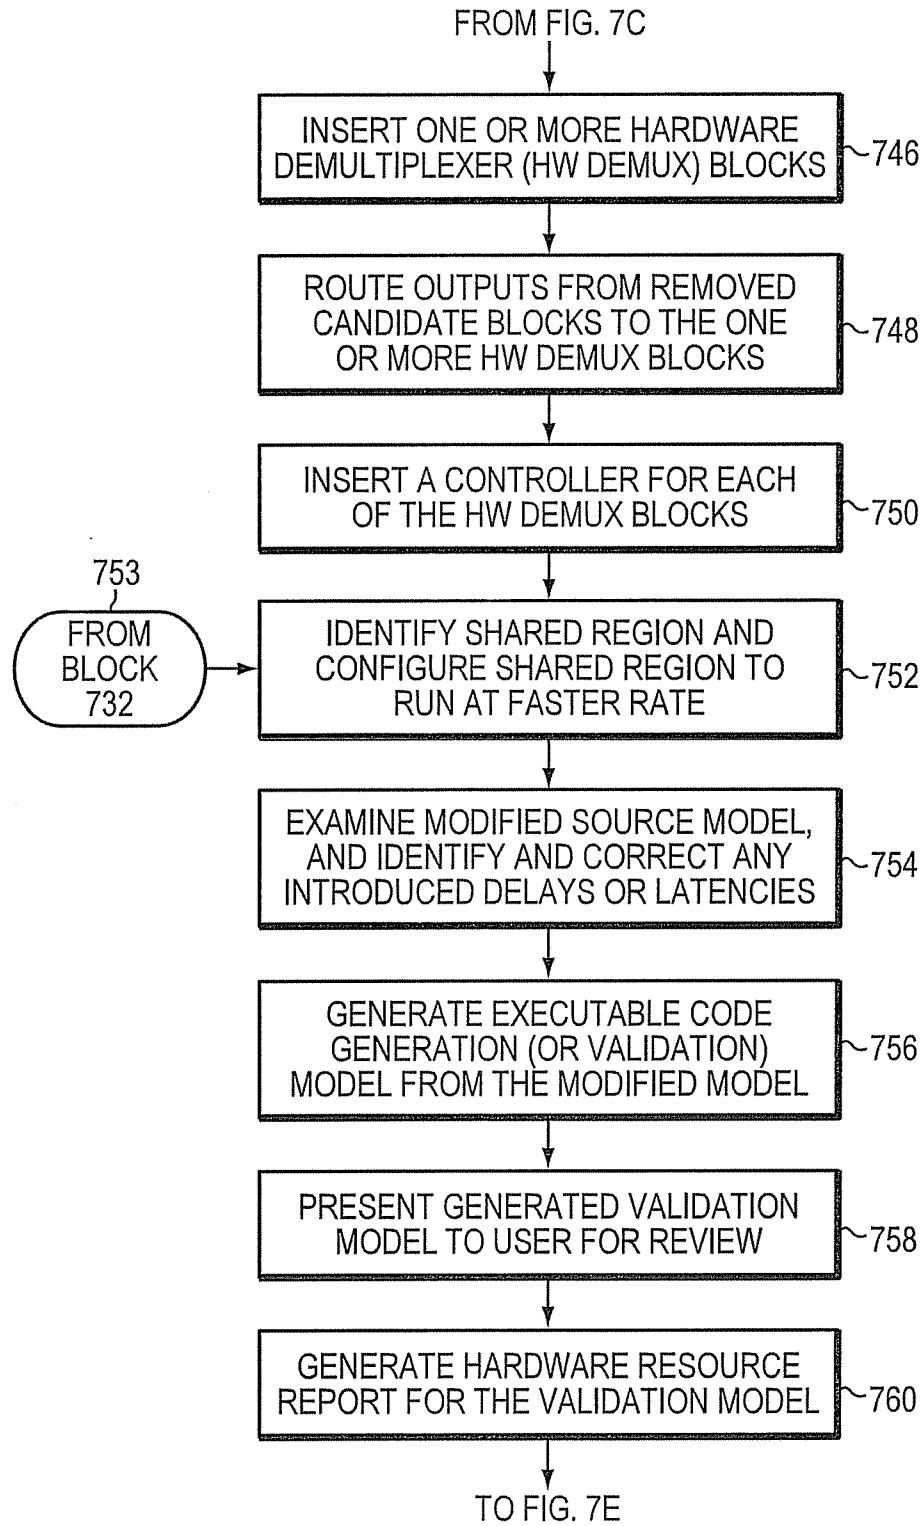 FROM FIG. 7C
INSERT ONE OR MORE HARDWARE
DEMULTIPLEXER (HW DEMUX) BLOCKS
746
ROUTE OUTPUTS FROM REMOVED
CANDIDATE BLOCKS TO THE ONE
OR MORE HW DEMUX BLOCKS
748
INSERT A CONTROLLER FOR EACH
OF THE HW DEMUX BLOCKS
750
753
FROM
BLOCK
732
IDENTIFY SHARED REGION AND
CONFIGURE SHARED REGION TO
RUN AT FASTER RATE
752
EXAMINE MODIFIED SOURCE MODEL,
AND IDENTIFY AND CORRECT ANY
INTRODUCED DELAYS OR LATENCIES
754
GENERATE EXECUTABLE CODE
GENERATION (OR VALIDATION)
MODEL FROM THE MODIFIED MODEL
756
PRESENT GENERATED VALIDATION
MODEL TO USER FOR REVIEW
758
GENERATE HARDWARE RESOURCE
REPORT FOR THE VALIDATION MODEL
760
TO FIG. 7E